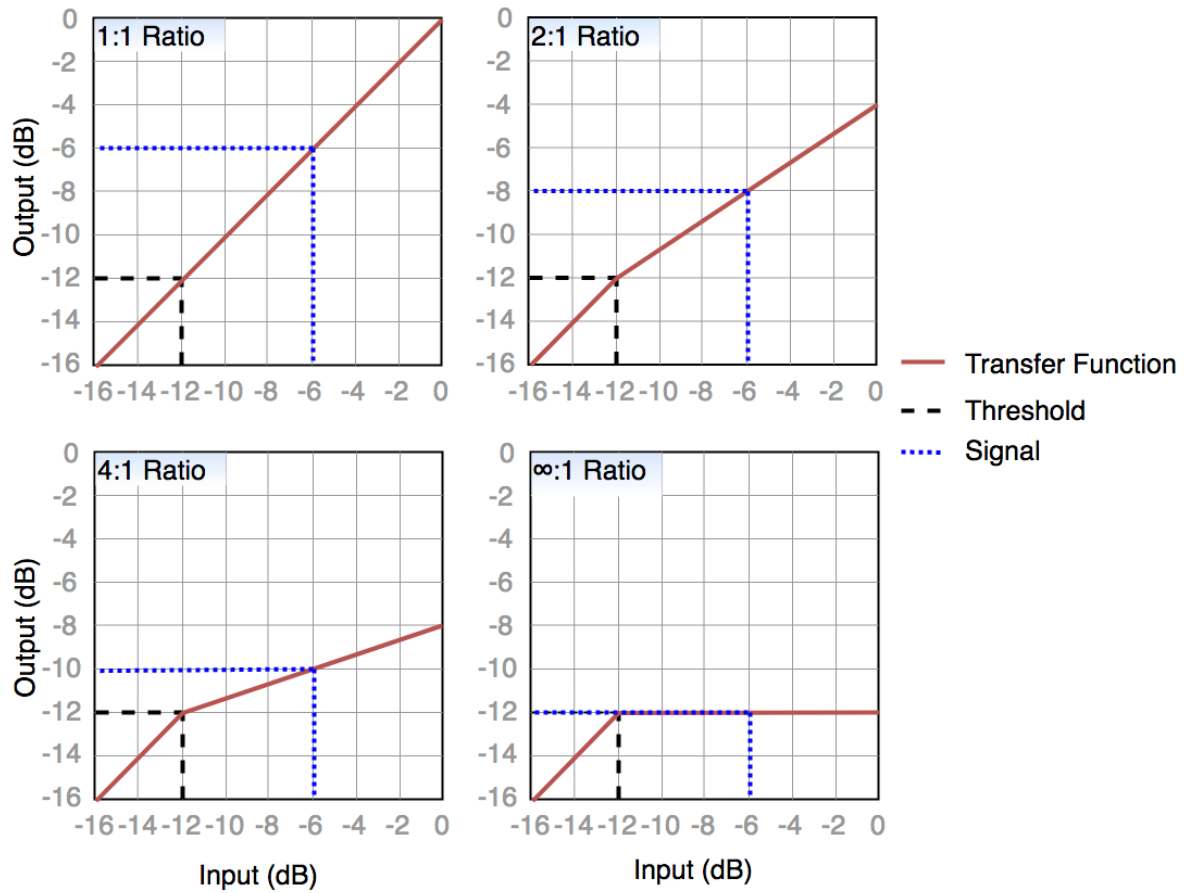 1:1 Ratio
0
-2
-4
-6
-8
-10
-12
-14
-16
Output (dB)
-16 -14 -12 -10 -8 -6 -4 -2 0
2:1 Ratio
0
-2
-4
-6
-8
-10
-12
-14
-16
-16 -14 -12 -10 -8 -6 -4 -2 0
Transfer Function
Threshold
Signal
4:1 Ratio
0
-2
-4
-6
-8
-10
-12
-14
-16
Output (dB)
-16 -14 -12 -10 -8 -6 -4 -2 0
Input (dB)
∞:1 Ratio
0
-2
-4
-6
-8
-10
-12
-14
-16
-16 -14 -12 -10 -8 -6 -4 -2 0
Input (dB)